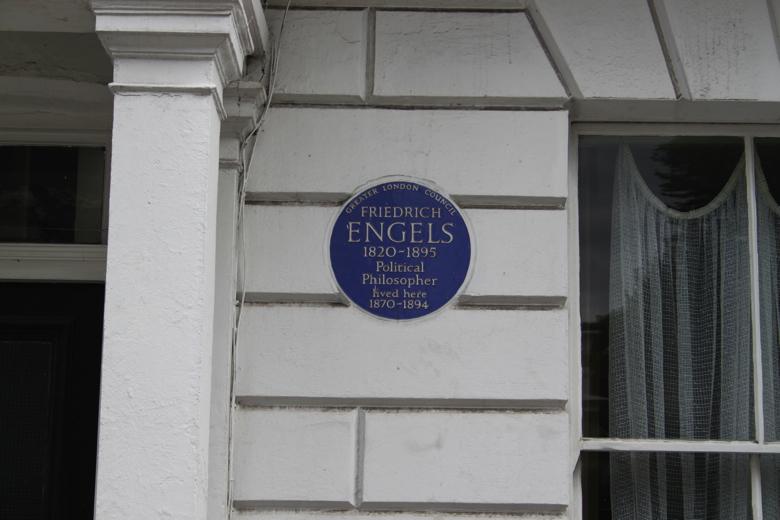 GREATER LONDON COUNCIL
FRIEDRICH
ENGELS
1820-1895
Political
Philosopher
lived here
1870-1894